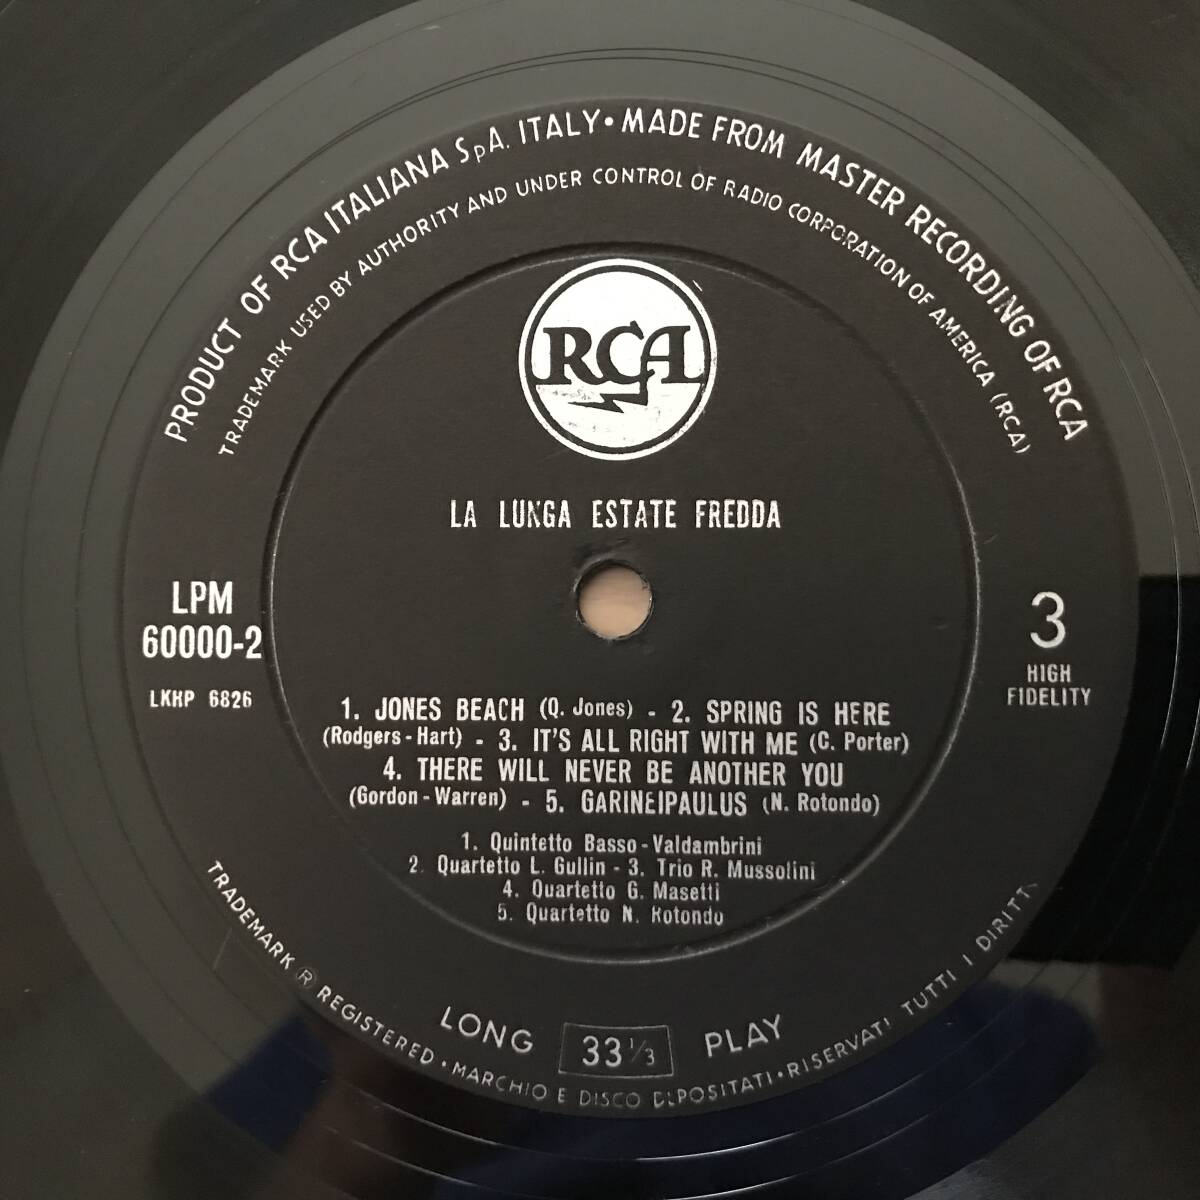 PRODUCT OF RCA ITALIANA SpA. ITALY • MADE FROM MASTER RECORDING OF RCA
TRADEMARK USED BY AUTHORITY AND UNDER CONTROL OF RADIO CORPORATION OF AMERICA (RCA)
RCA
LA LUNGA ESTATE FREDDA
LPM
60000-2
LKHP 6826
3
HIGH
FIDELITY
1. JONES BEACH (Q. Jones) - 2. SPRING IS HERE
(Rodgers - Hart) - 3. IT'S ALL RIGHT WITH ME (C. Porter)
4. THERE WILL NEVER BE ANOTHER YOU
(Gordon - Warren) - 5. GARINEIPAULUS (N. Rotondo)
1. Quintetto Basso - Valdambrini
2. Quartetto L. Gullin - 3. Trio R. Mussolini
4. Quartetto G. Masetti
5. Quartetto N. Rotondo
LONG 33 1/3 PLAY
TRADEMARK ® REGISTERED • MARCHIO E DISCO DEPOSITATI • RISERVATI TUTTI I DIRITTI